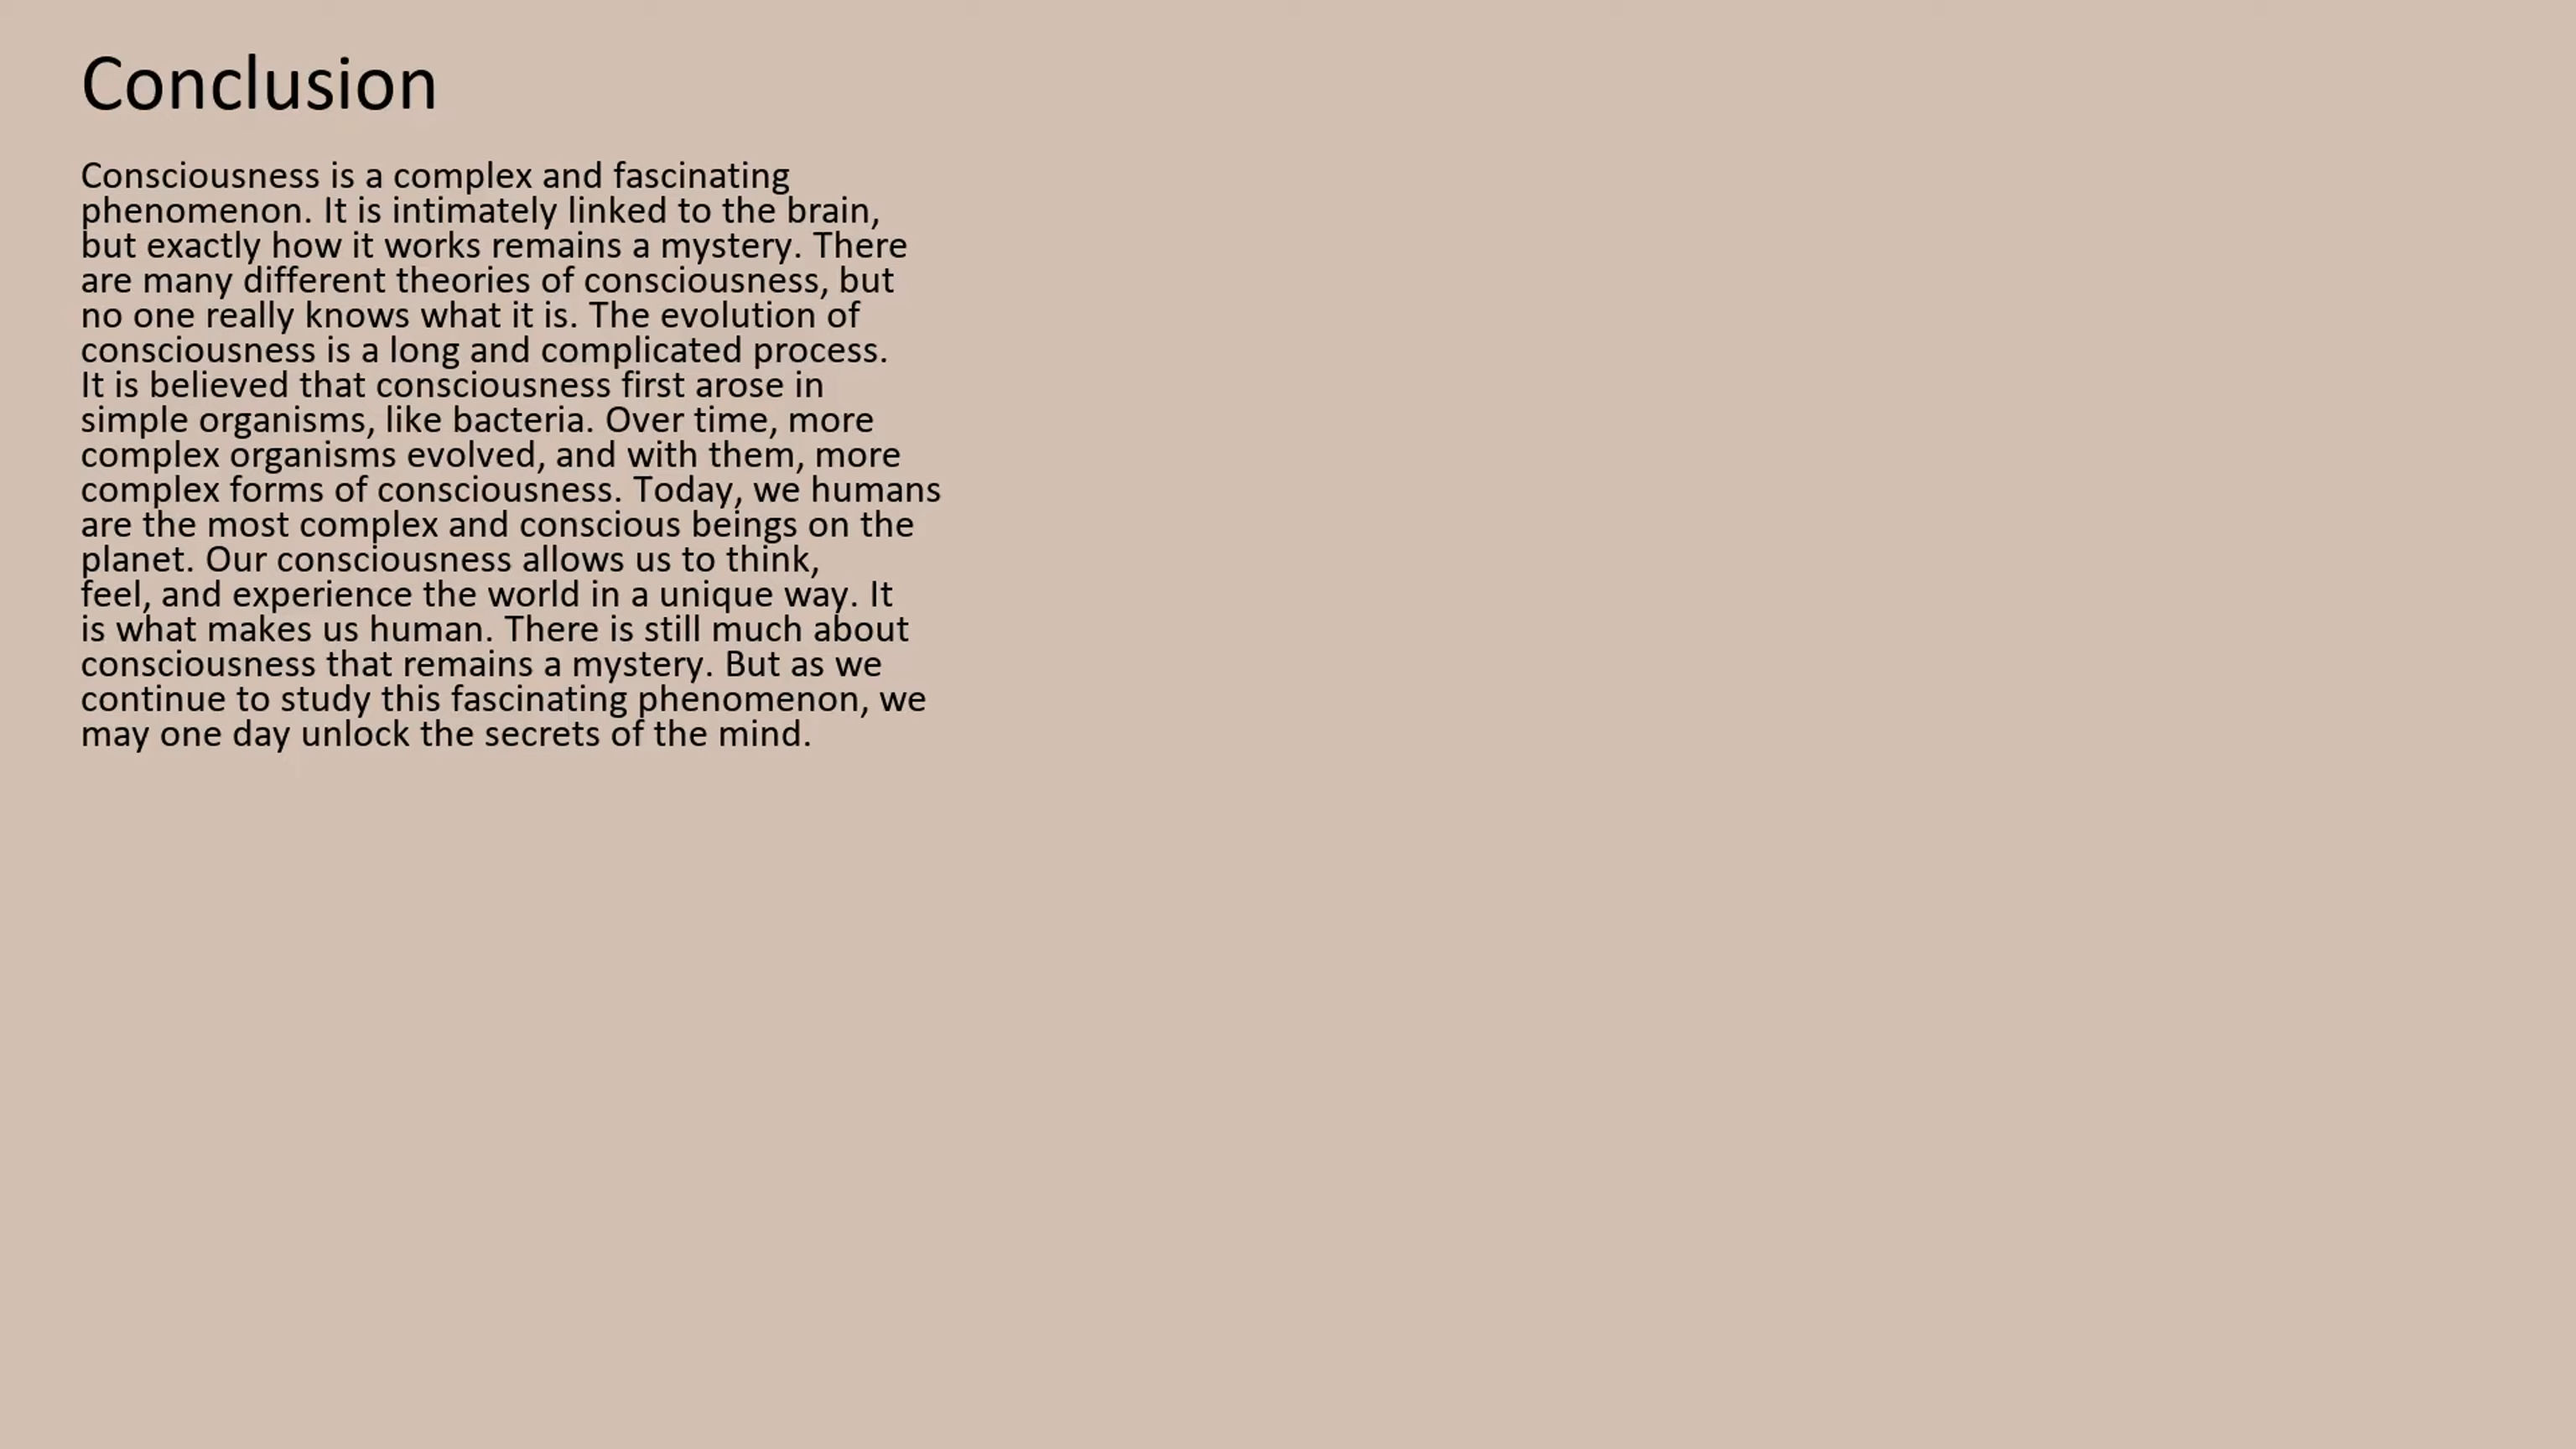 Conclusion
Consciousness is a complex and fascinating
phenomenon. It is intimately linked to the brain,
but exactly how it works remains a mystery. There
are many different theories of consciousness, but
no one really knows what it is. The evolution of
consciousness is a long and complicated process.
It is believed that consciousness first arose in
simple organisms, like bacteria. Over time, more
complex organisms evolved, and with them, more
complex forms of consciousness. Today, we humans
are the most complex and conscious beings on the
planet. Our consciousness allows us to think,
feel, and experience the world in a unique way. It
is what makes us human. There is still much about
consciousness that remains a mystery. But as we
continue to study this fascinating phenomenon, we
may one day unlock the secrets of the mind.